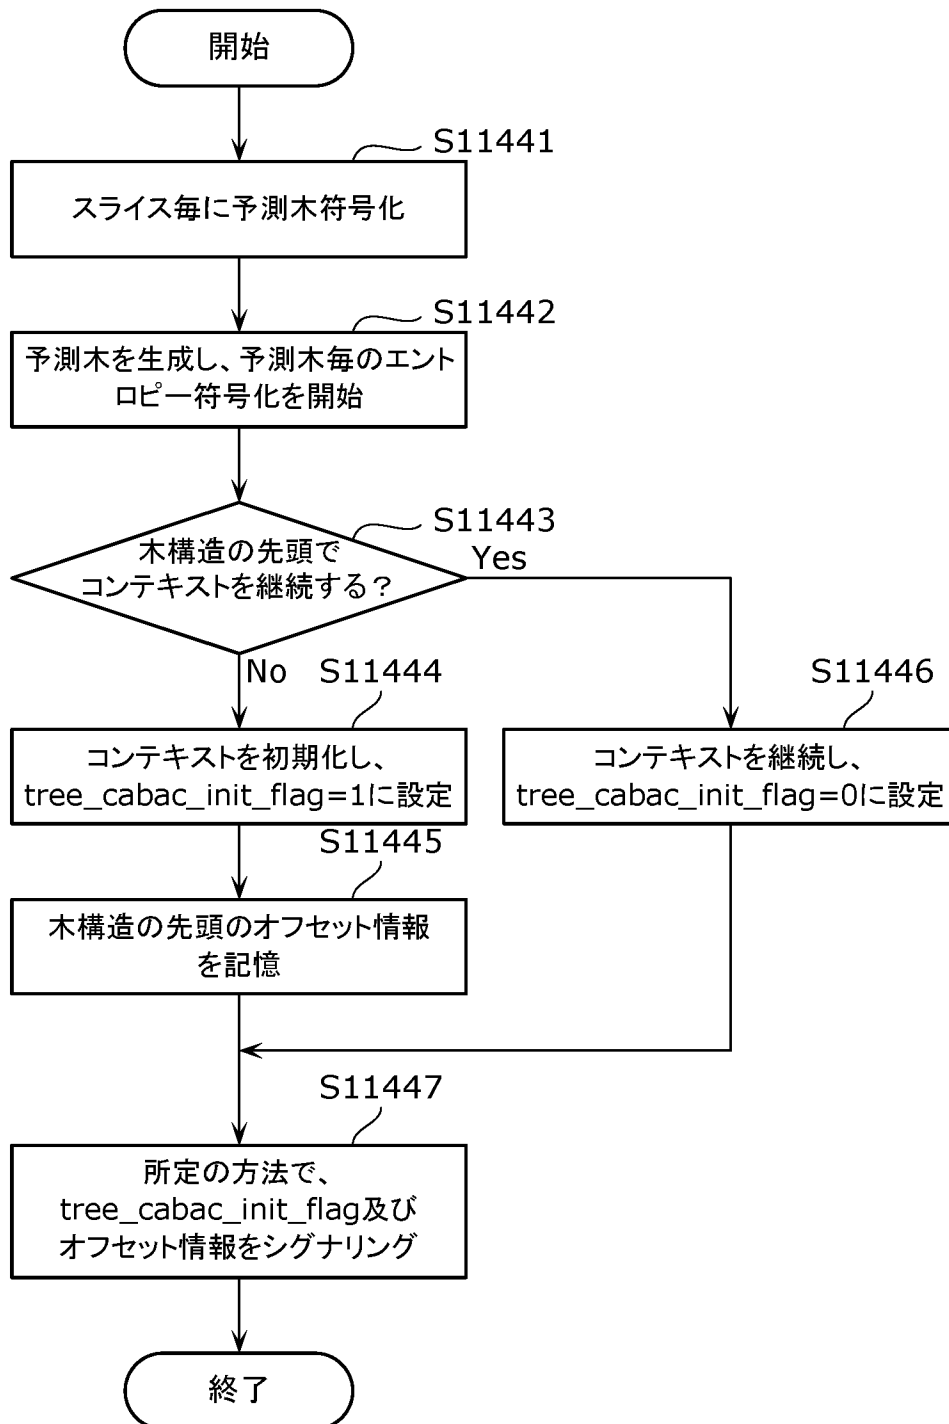 開始
S11441
スライス毎に予測木符号化
S11442
予測木を生成し、予測木毎のエント
ロピー符号化を開始
S11443
木構造の先頭で
コンテキストを継続する？
Yes
No
S11444
コンテキストを初期化し、
tree_cabac_init_flag=1に設定
S11446
コンテキストを継続し、
tree_cabac_init_flag=0に設定
S11445
木構造の先頭のオフセット情報
を記憶
S11447
所定の方法で、
tree_cabac_init_flag及び
オフセット情報をシグナリング
終了